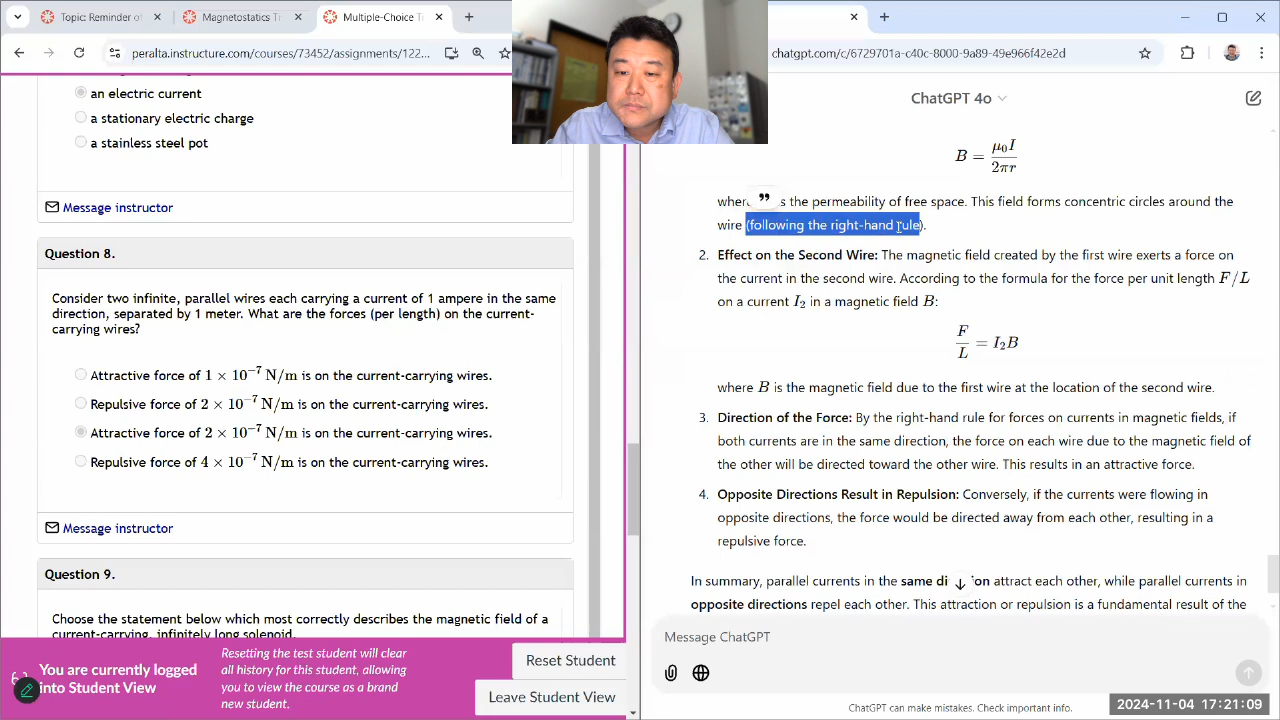 Topic 4 Recording
Magnetostatics T
Multiple-Choice T
peralta.instructure.com/courses/73452/assignments/122...
chatgpt.com/c/6729701a-c40c-8000-9a89-49e966f42e2d
an electric current
a stationary electric charge
a stainless steel pot
Message instructor
Question 8.
Consider two infinite, parallel wires each carrying a current of 1 ampere in the same
direction, separated by 1 meter. What are the forces (per length) on the current-
carrying wires?
Attractive force of 1 × 10⁻⁷ N/m is on the current-carrying wires.
Repulsive force of 2 × 10⁻⁷ N/m is on the current-carrying wires.
Attractive force of 2 × 10⁻⁷ N/m is on the current-carrying wires.
Repulsive force of 4 × 10⁻⁷ N/m is on the current-carrying wires.
Message instructor
Question 9.
Choose the statement below which most correctly describes the magnetic field of a
current-carrying, infinitely long solenoid.
You are currently logged
into Student View
Resetting the test student will clear
all history for this student, allowing
you to view the course as a brand
new student.
Reset Student
Leave Student View
ChatGPT 4o
B = μ₀I / 2πr
is the permeability of free space. This field forms concentric circles around the
wire (following the right-hand rule).
2. Effect on the Second Wire: The magnetic field created by the first wire exerts a force on
the current in the second wire. According to the formula for the force per unit length F/L
on a current I₂ in a magnetic field B:
F / L = I₂B
where B is the magnetic field due to the first wire at the location of the second wire.
3. Direction of the Force: By the right-hand rule for forces on currents in magnetic fields, if
both currents are in the same direction, the force on each wire due to the magnetic field of
the other will be directed toward the other wire. This results in an attractive force.
4. Opposite Directions Result in Repulsion: Conversely, if the currents were flowing in
opposite directions, the force would be directed away from each other, resulting in a
repulsive force.
In summary, parallel currents in the same attract each other, while parallel currents in
opposite directions repel each other. This attraction or repulsion is a fundamental result of the
Message ChatGPT
ChatGPT can make mistakes. Check important info.
2024-11-04 17:21:09